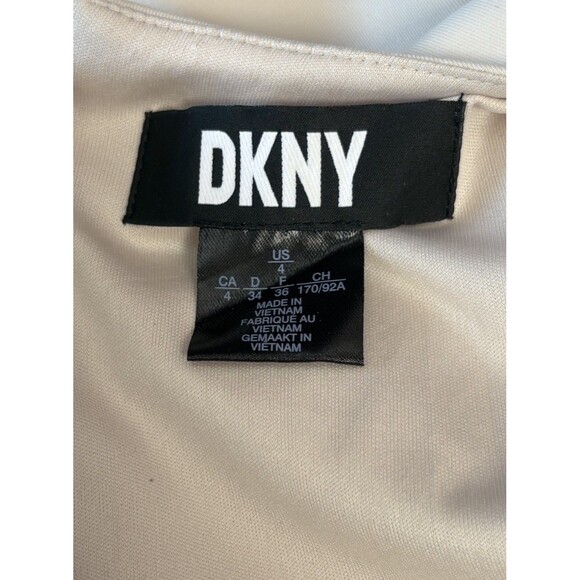 DKNY
US
4
CA D F CH
4 34 36 170/92A
MADE IN
VIETNAM
FABRIQUÉ AU
VIETNAM
GEMAAKT IN
VIETNAM